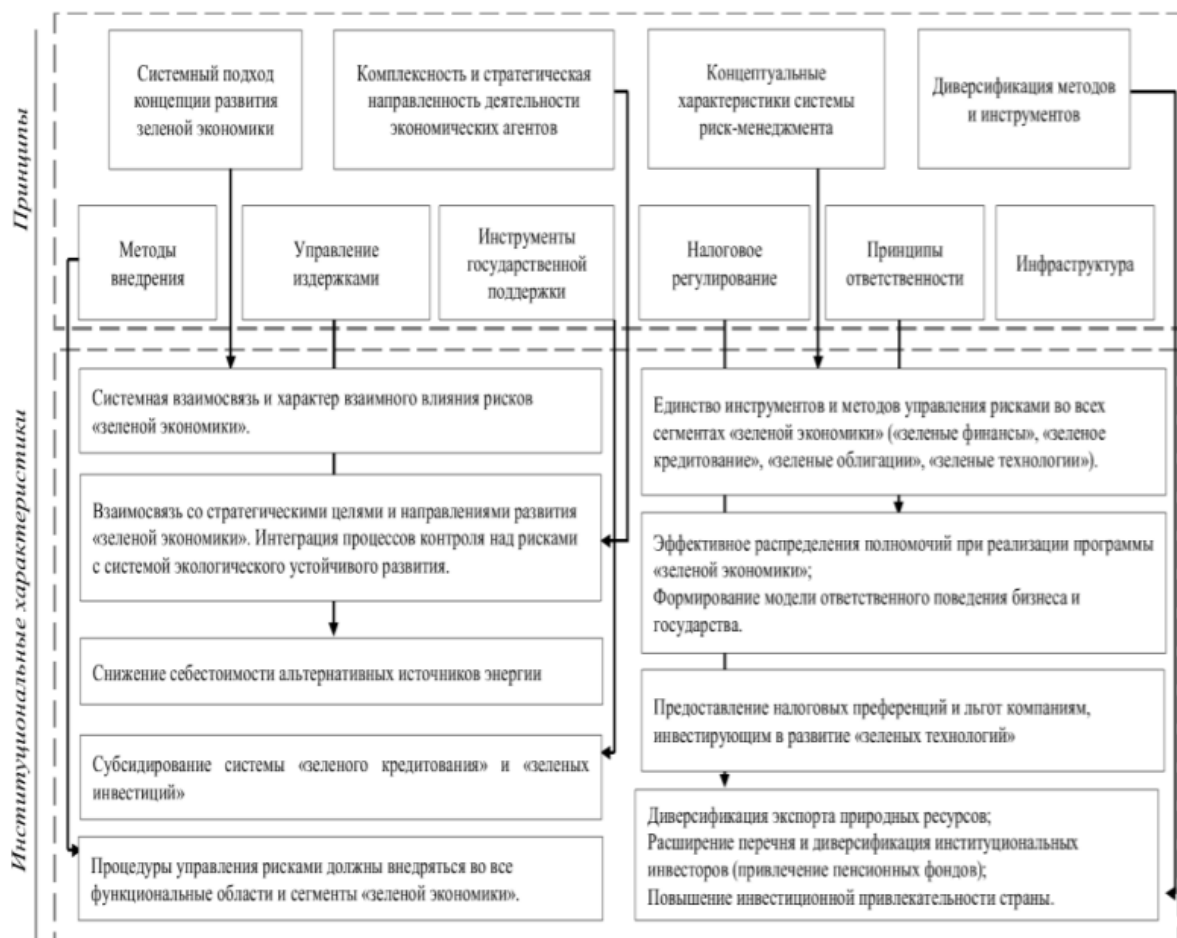 Принципы
Системный подход
концепции развития
зеленой экономики
Комплексность и стратегическая
направленность деятельности
экономических агентов
Концептуальные
характеристики системы
риск-менеджмента
Диверсификация методов
и инструментов
Методы
внедрения
Управление
издержками
Инструменты
государственной
поддержки
Налоговое
регулирование
Принципы
ответственности
Инфраструктура
Институциональные характеристики
Системная взаимосвязь и характер взаимного влияния рисков
«зеленой экономики».
Взаимосвязь со стратегическими целями и направлениями развития
«зеленой экономики». Интеграция процессов контроля над рисками
с системой экологического устойчивого развития.
Снижение себестоимости альтернативных источников энергии
Субсидирование системы «зеленого кредитования» и «зеленых
инвестиций»
Процедуры управления рисками должны внедряться во все
функциональные области и сегменты «зеленой экономики».
Единство инструментов и методов управления рисками во всех
сегментах «зеленой экономики» («зеленые финансы», «зеленое
кредитование», «зеленые облигации», «зеленые технологии»).
Эффективное распределения полномочий при реализации программы
«зеленой экономики»;
Формирование модели ответственного поведения бизнеса и
государства.
Предоставление налоговых преференций и льгот компаниям,
инвестирующим в развитие «зеленых технологий»
Диверсификация экспорта природных ресурсов;
Расширение перечня и диверсификация институциональных
инвесторов (привлечение пенсионных фондов);
Повышение инвестиционной привлекательности страны.